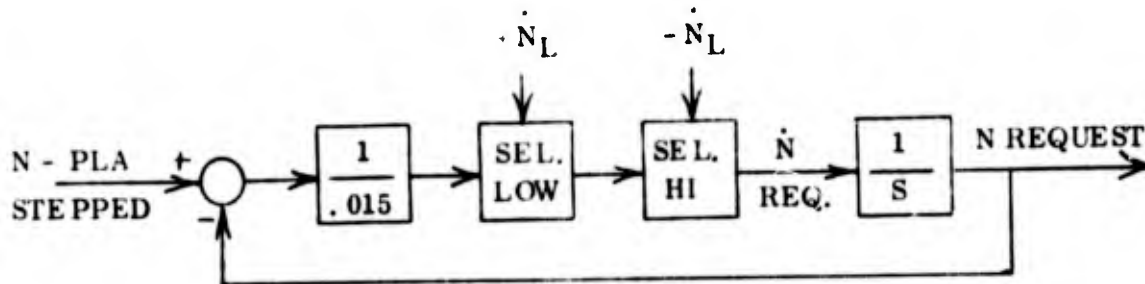 · Ṅ_L
- Ṅ_L
N - PLA
STEPPED
+
-
1
.015
SEL.
LOW
SEL.
HI
Ṅ
REQ.
1
S
N REQUEST